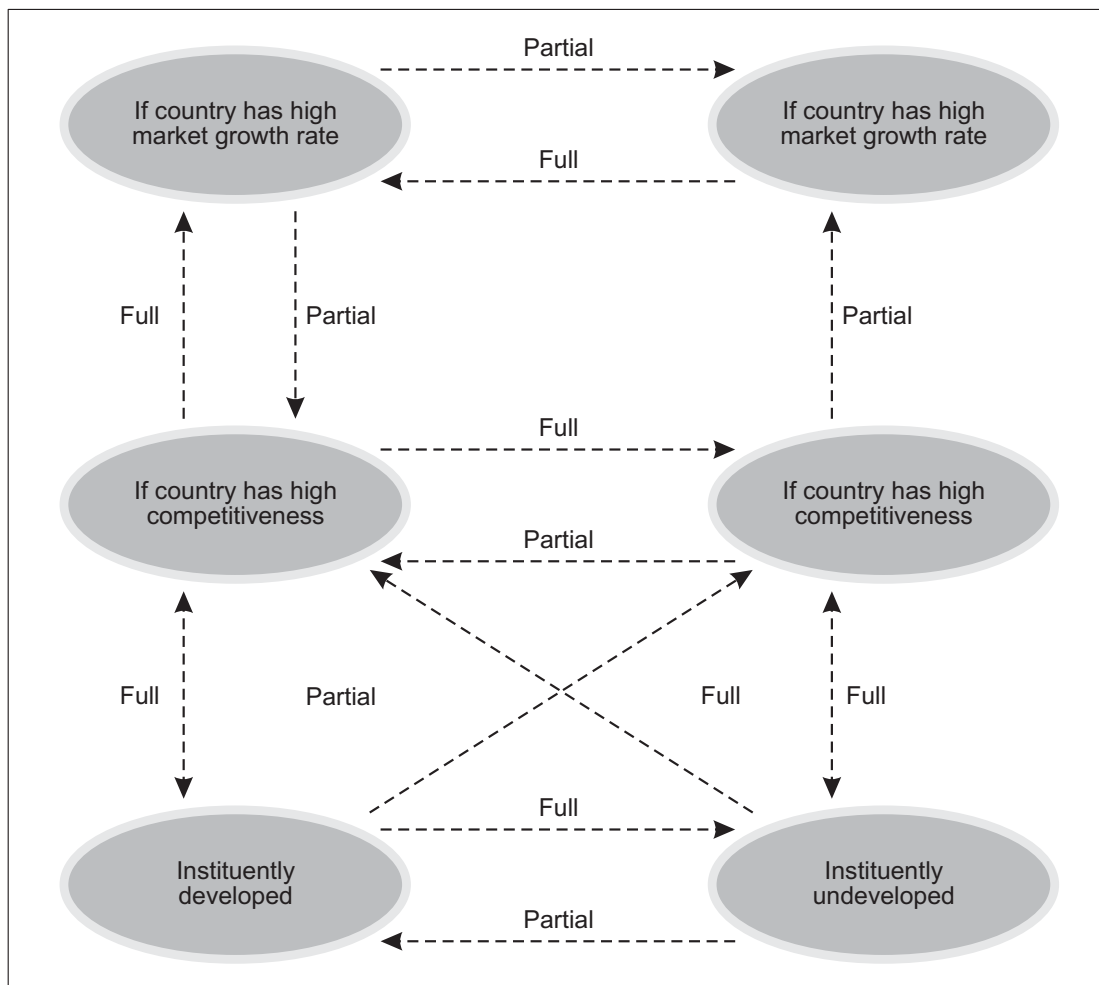 Partial
If country has high
market growth rate
If country has high
market growth rate
Full
Full
Partial
Partial
Full
If country has high
competitiveness
If country has high
competitiveness
Partial
Full
Partial
Full
Full
Full
Instituently
developed
Instituently
undeveloped
Partial